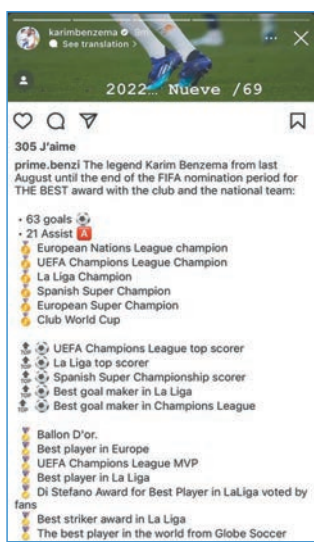 karimbenzema 5m
See translation >
2022… Nueve /69
305 J'aime
prime.benzi The legend Karim Benzema from last
August until the end of the FIFA nomination period for
THE BEST award with the club and the national team:
• 63 goals ⚽
• 21 Assist 🅰️
🏅 European Nations League champion
🏅 UEFA Champions League Champion
🏅 La Liga Champion
🏅 Spanish Super Champion
🏅 European Super Champion
🏅 Club World Cup
🔝 ⚽ UEFA Champions League top scorer
🔝 ⚽ La Liga top scorer
🔝 ⚽ Spanish Super Championship scorer
🔝 ⚽ Best goal maker in La Liga
🔝 ⚽ Best goal maker in Champions League
🏅 Ballon D'or.
🏅 Best player in Europe
🏅 UEFA Champions League MVP
🏅 Best player in La Liga
🏅 Di Stefano Award for Best Player in LaLiga voted by
fans
🏅 Best striker award in La Liga
🏅 The best player in the world from Globe Soccer